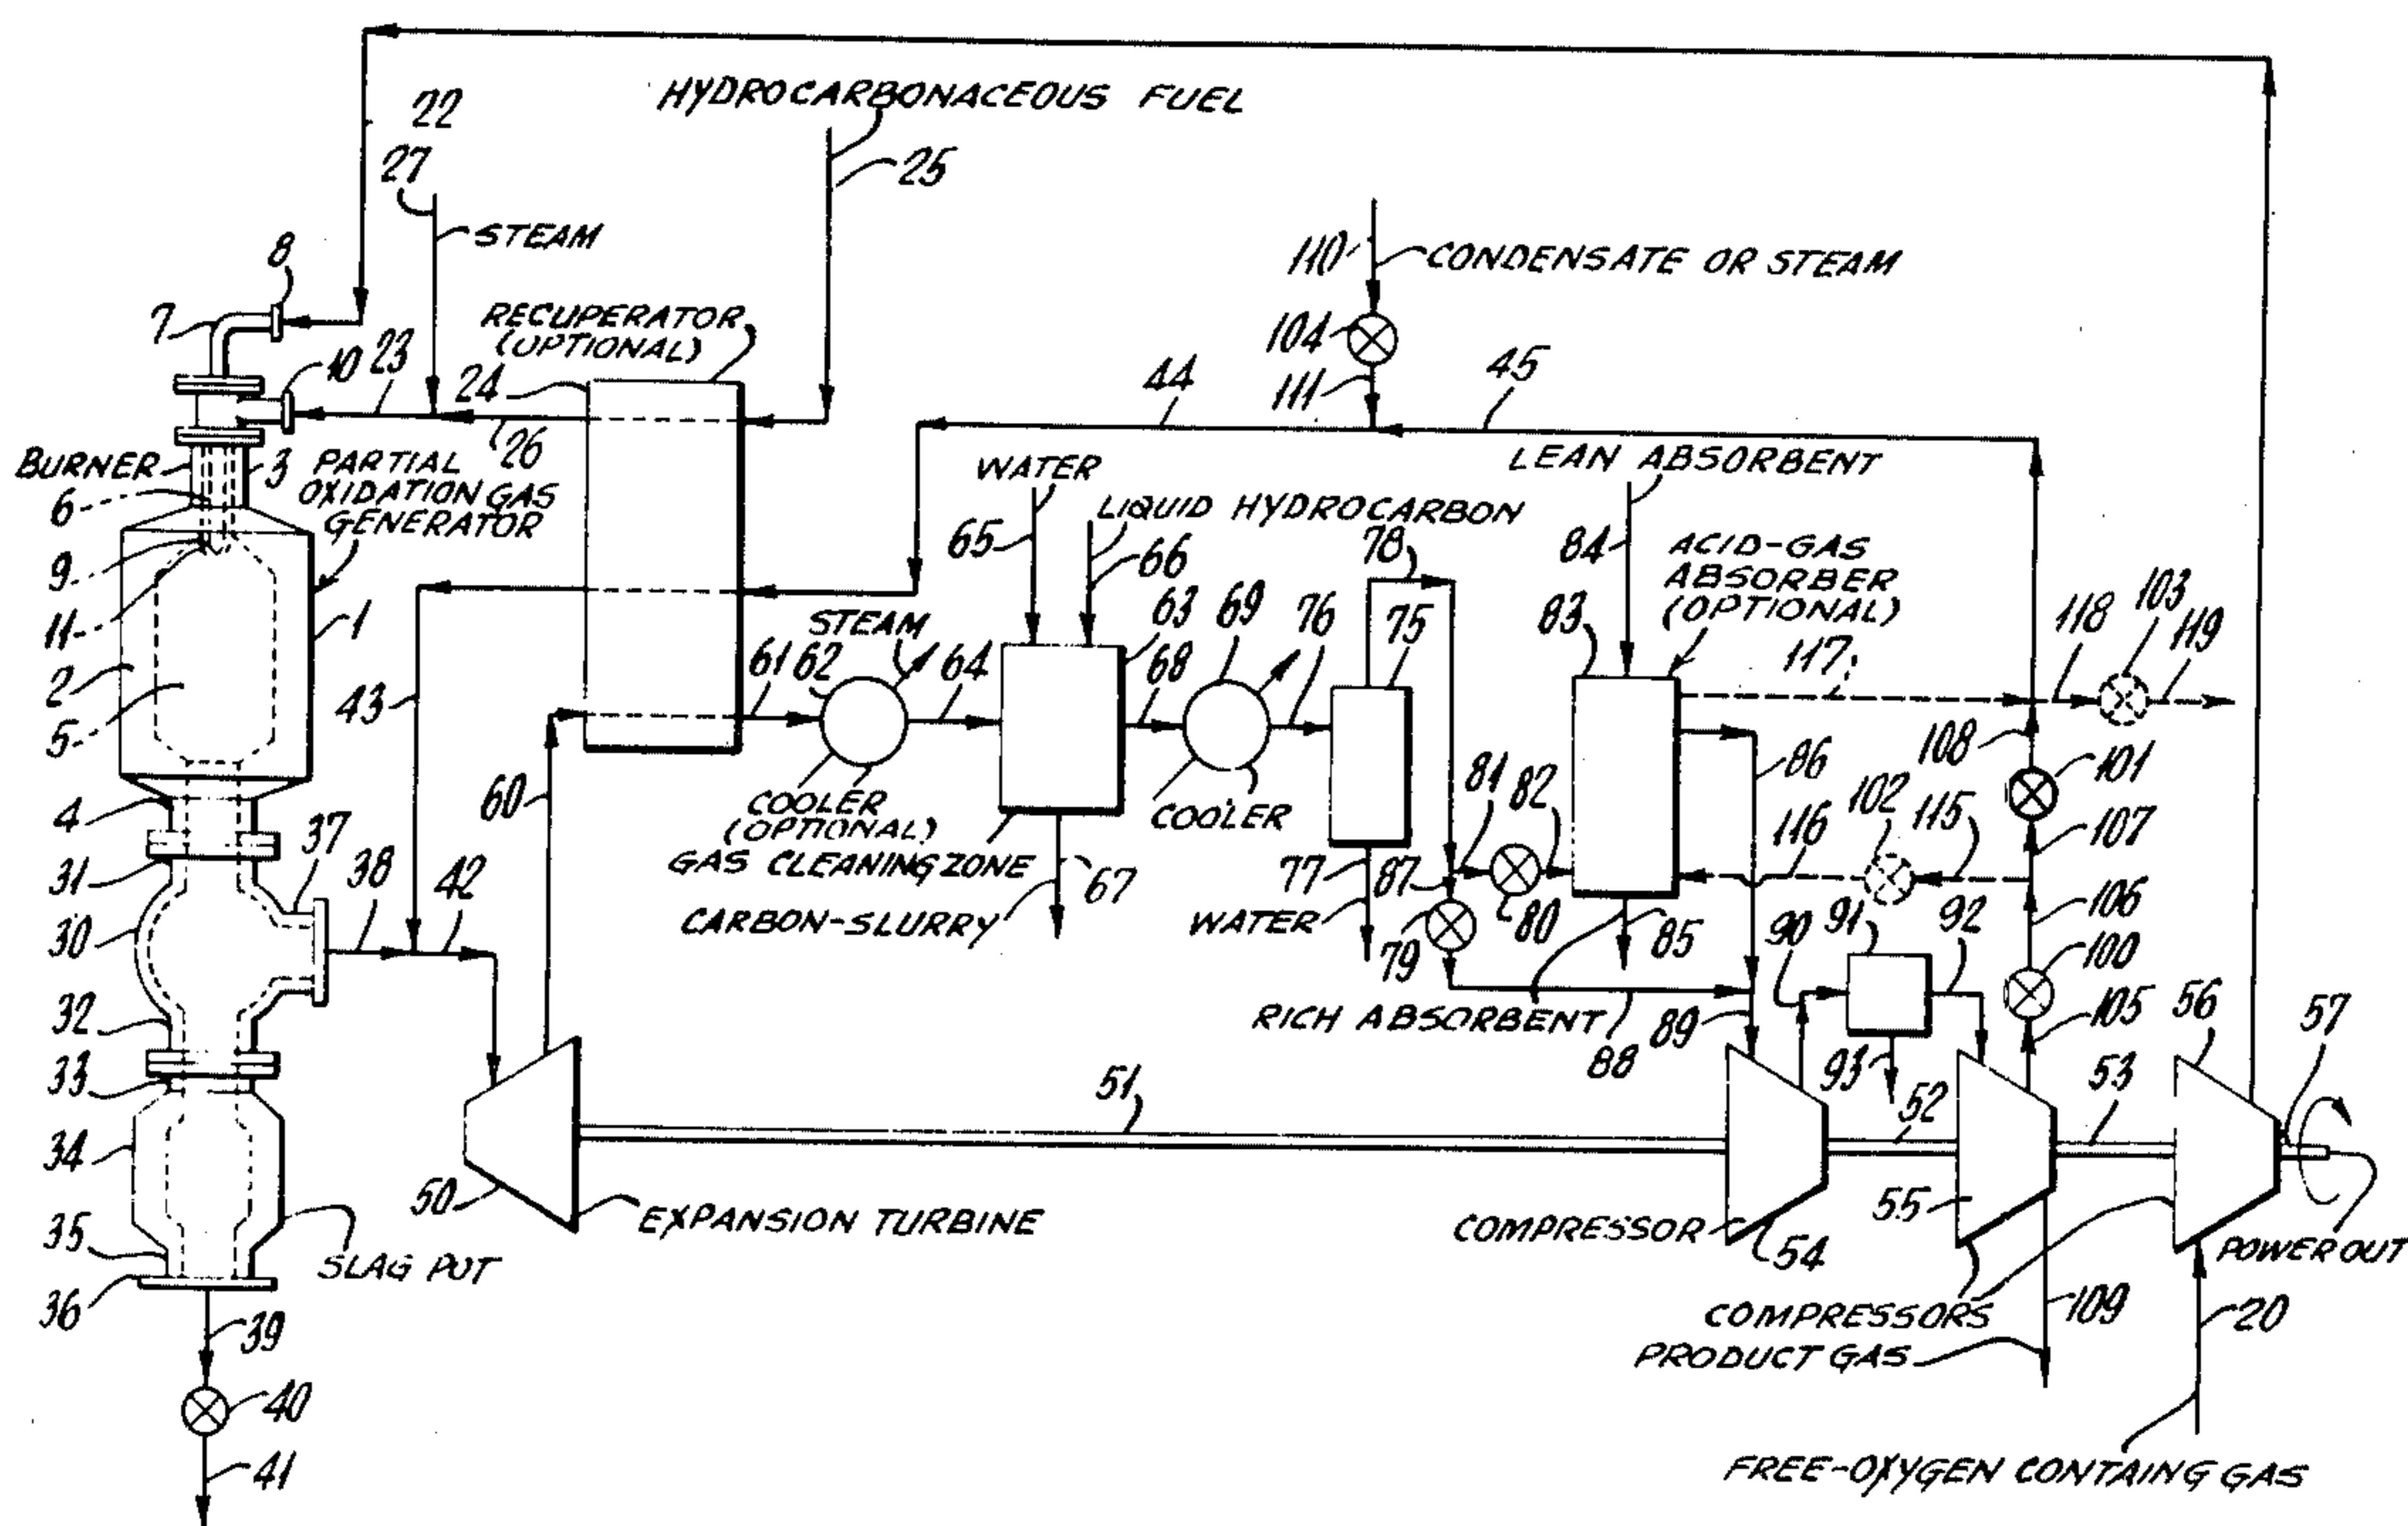 HYDROCARBONACEOUS FUEL
22
27
25
STEAM
8
7
RECUPERATOR
(OPTIONAL)
110
CONDENSATE OR STEAM
104
10
23
24
44
111
45
26
BURNER
3
PARTIAL
OXIDATION GAS
GENERATOR
6
9
11
1
2
5
WATER
LIQUID HYDROCARBON
65
66
LEAN ABSORBENT
84
ACID-GAS
ABSORBER
(OPTIONAL)
78
STEAM
61
62
64
63
68
69
76
75
83
117
118
103
119
43
60
108
101
86
COOLER
(OPTIONAL)
GAS CLEANING ZONE
COOLER
81
82
116
102
115
107
4
37
31
38
42
67
CARBON-SLURRY
77
WATER
87
79
80
85
90
91
92
106
100
105
30
32
33
RICH ABSORBENT
88
89
93
56
57
34
51
52
53
50
EXPANSION TURBINE
COMPRESSOR
54
55
POWER OUT
35
36
SLAG POT
39
COMPRESSORS
PRODUCT GAS
109
20
40
41
FREE-OXYGEN CONTAING GAS